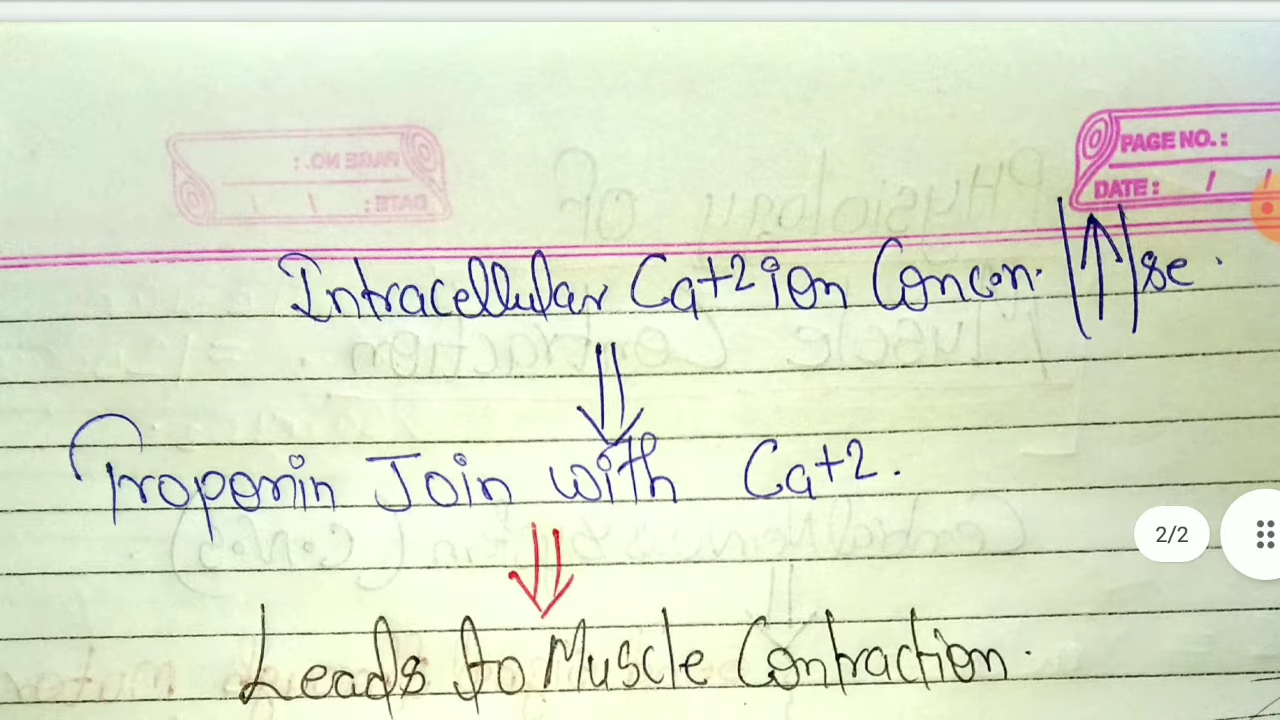 PAGE NO.:
DATE: / /
Intracellular Ca+2 ion Concn. (↑) se.
Troponin Join with Ca+2.
2/2
Leads to Muscle Contraction.